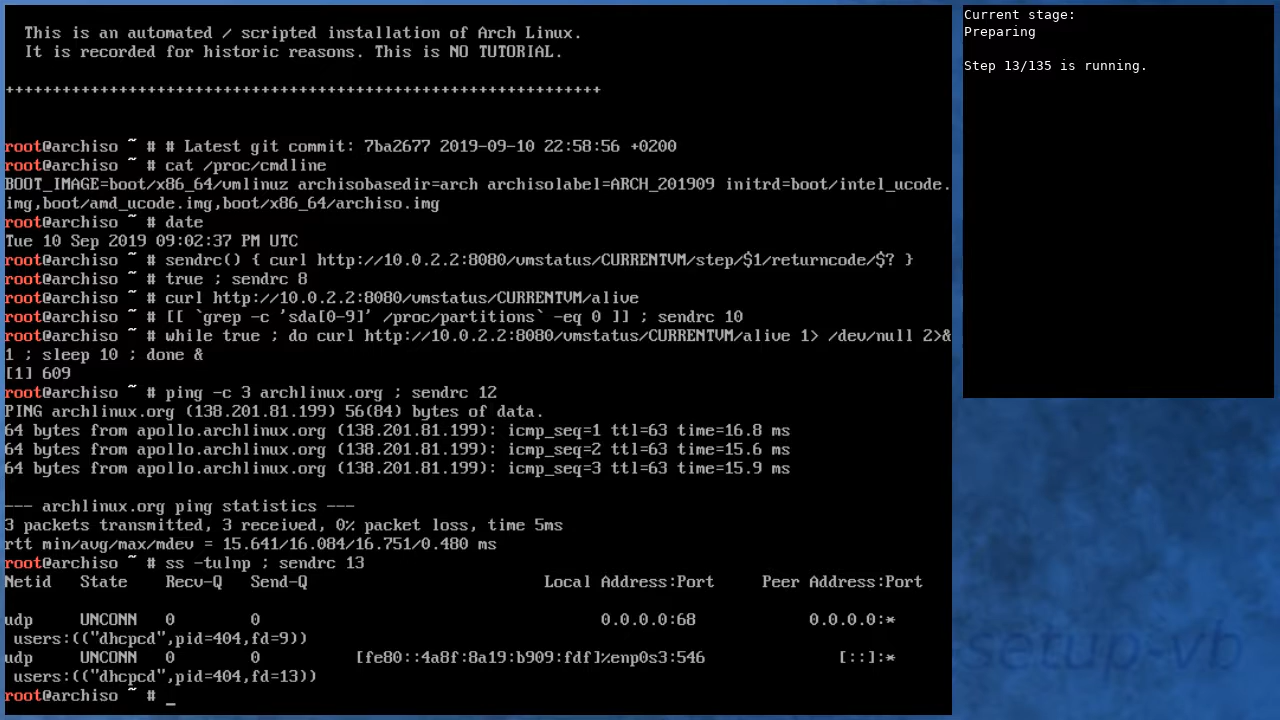 This is an automated / scripted installation of Arch Linux.
It is recorded for historic reasons. This is NO TUTORIAL.
+++++++++++++++++++++++++++++++++++++++++++++++++++++++++++++++
root@archiso ~ # # Latest git commit: 7ba2677 2019-09-10 22:58:56 +0200
root@archiso ~ # cat /proc/cmdline
BOOT_IMAGE=boot/x86_64/vmlinuz archisobasedir=arch archisolabel=ARCH_201909 initrd=boot/intel_ucode.
img,boot/amd_ucode.img,boot/x86_64/archiso.img
root@archiso ~ # date
Tue 10 Sep 2019 09:02:37 PM UTC
root@archiso ~ # sendrc() { curl http://10.0.2.2:8080/vmstatus/CURRENTVM/step/$1/returncode/$? }
root@archiso ~ # true ; sendrc 8
root@archiso ~ # curl http://10.0.2.2:8080/vmstatus/CURRENTVM/alive
root@archiso ~ # [[ `grep -c 'sda[0-9]' /proc/partitions` -eq 0 ]] ; sendrc 10
root@archiso ~ # while true ; do curl http://10.0.2.2:8080/vmstatus/CURRENTVM/alive 1> /dev/null 2>&
1 ; sleep 10 ; done &
[1] 609
root@archiso ~ # ping -c 3 archlinux.org ; sendrc 12
PING archlinux.org (138.201.81.199) 56(84) bytes of data.
64 bytes from apollo.archlinux.org (138.201.81.199): icmp_seq=1 ttl=63 time=16.8 ms
64 bytes from apollo.archlinux.org (138.201.81.199): icmp_seq=2 ttl=63 time=15.6 ms
64 bytes from apollo.archlinux.org (138.201.81.199): icmp_seq=3 ttl=63 time=15.9 ms
--- archlinux.org ping statistics ---
3 packets transmitted, 3 received, 0% packet loss, time 5ms
rtt min/avg/max/mdev = 15.641/16.084/16.751/0.480 ms
root@archiso ~ # ss -tulnp ; sendrc 13
Netid State Recv-Q Send-Q Local Address:Port Peer Address:Port
udp UNCONN 0 0 0.0.0.0:68 0.0.0.0:*
users:(("dhcpcd",pid=404,fd=9))
udp UNCONN 0 0 [fe80::4a8f:8a19:b909:fdf]%enp0s3:546 [::]:*
users:(("dhcpcd",pid=404,fd=13))
root@archiso ~ # _
Current stage:
Preparing
Step 13/135 is running.
setup-vb